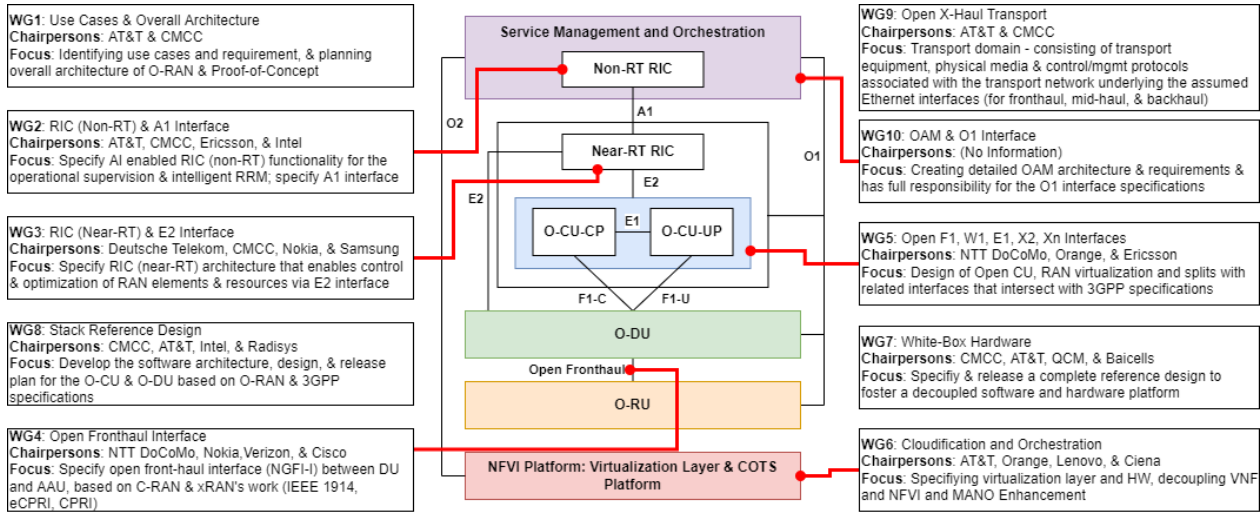 WG1: Use Cases & Overall Architecture
Chairpersons: AT&T & CMCC
Focus: Identifying use cases and requirement, & planning
overall architecture of O-RAN & Proof-of-Concept
WG2: RIC (Non-RT) & A1 Interface
Chairpersons: AT&T, CMCC, Ericsson, & Intel
Focus: Specify AI enabled RIC (non-RT) functionality for the
operational supervision & intelligent RRM; specify A1 interface
WG3: RIC (Near-RT) & E2 Interface
Chairpersons: Deutsche Telekom, CMCC, Nokia, & Samsung
Focus: Specify RIC (near-RT) architecture that enables control
& optimization of RAN elements & resources via E2 interface
WG8: Stack Reference Design
Chairpersons: CMCC, AT&T, Intel, & Radisys
Focus: Develop the software architecture, design, & release
plan for the O-CU & O-DU based on O-RAN & 3GPP
specifications
WG4: Open Fronthaul Interface
Chairpersons: NTT DoCoMo, Nokia,Verizon, & Cisco
Focus: Specify open front-haul interface (NGFI-I) between DU
and AAU, based on C-RAN & xRAN's work (IEEE 1914,
eCPRI, CPRI)
Service Management and Orchestration
Non-RT RIC
O2
A1
O1
Near-RT RIC
E2
E2
O-CU-CP
E1
O-CU-UP
F1-C
F1-U
O-DU
Open Fronthaul
O-RU
NFVI Platform: Virtualization Layer & COTS
Platform
WG9: Open X-Haul Transport
Chairpersons: AT&T & CMCC
Focus: Transport domain - consisting of transport
equipment, physical media & control/mgmt protocols
associated with the transport network underlying the assumed
Ethernet interfaces (for fronthaul, mid-haul, & backhaul)
WG10: OAM & O1 Interface
Chairpersons: (No Information)
Focus: Creating detailed OAM architecture & requirements &
has full responsibility for the O1 interface specifications
WG5: Open F1, W1, E1, X2, Xn Interfaces
Chairpersons: NTT DoCoMo, Orange, & Ericsson
Focus: Design of Open CU, RAN virtualization and splits with
related interfaces that intersect with 3GPP specifications
WG7: White-Box Hardware
Chairpersons: CMCC, AT&T, QCM, & Baicells
Focus: Specifiy & release a complete reference design to
foster a decoupled software and hardware platform
WG6: Cloudification and Orchestration
Chairpersons: AT&T, Orange, Lenovo, & Ciena
Focus: Specifying virtualization layer and HW, decoupling VNF
and NFVI and MANO Enhancement